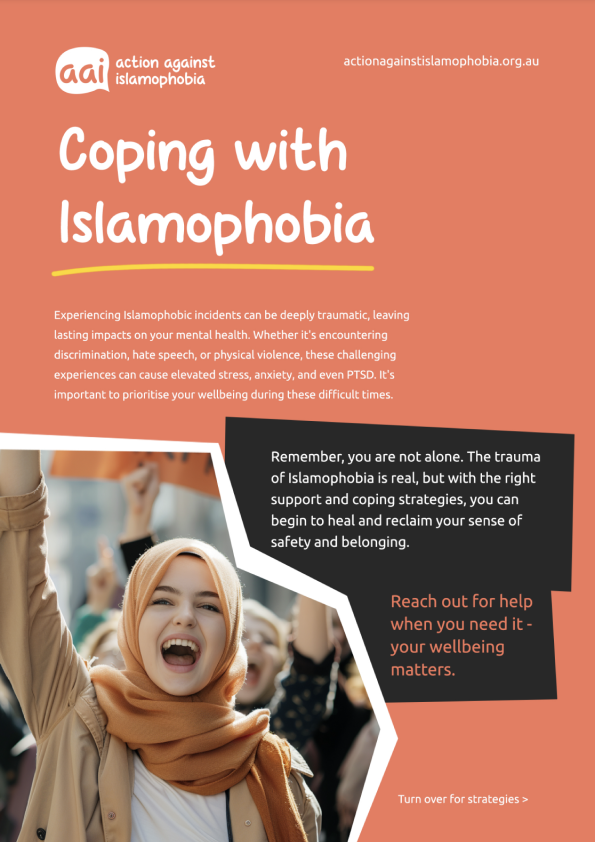 aai action against
islamophobia
actionagainstislamophobia.org.au
Coping with
Islamophobia
Experiencing Islamophobic incidents can be deeply traumatic, leaving
lasting impacts on your mental health. Whether it's encountering
discrimination, hate speech, or physical violence, these challenging
experiences can cause elevated stress, anxiety, and even PTSD. It's
important to prioritise your wellbeing during these difficult times.
Remember, you are not alone. The trauma
of Islamophobia is real, but with the right
support and coping strategies, you can
begin to heal and reclaim your sense of
safety and belonging.
Reach out for help
when you need it -
your wellbeing
matters.
Turn over for strategies >